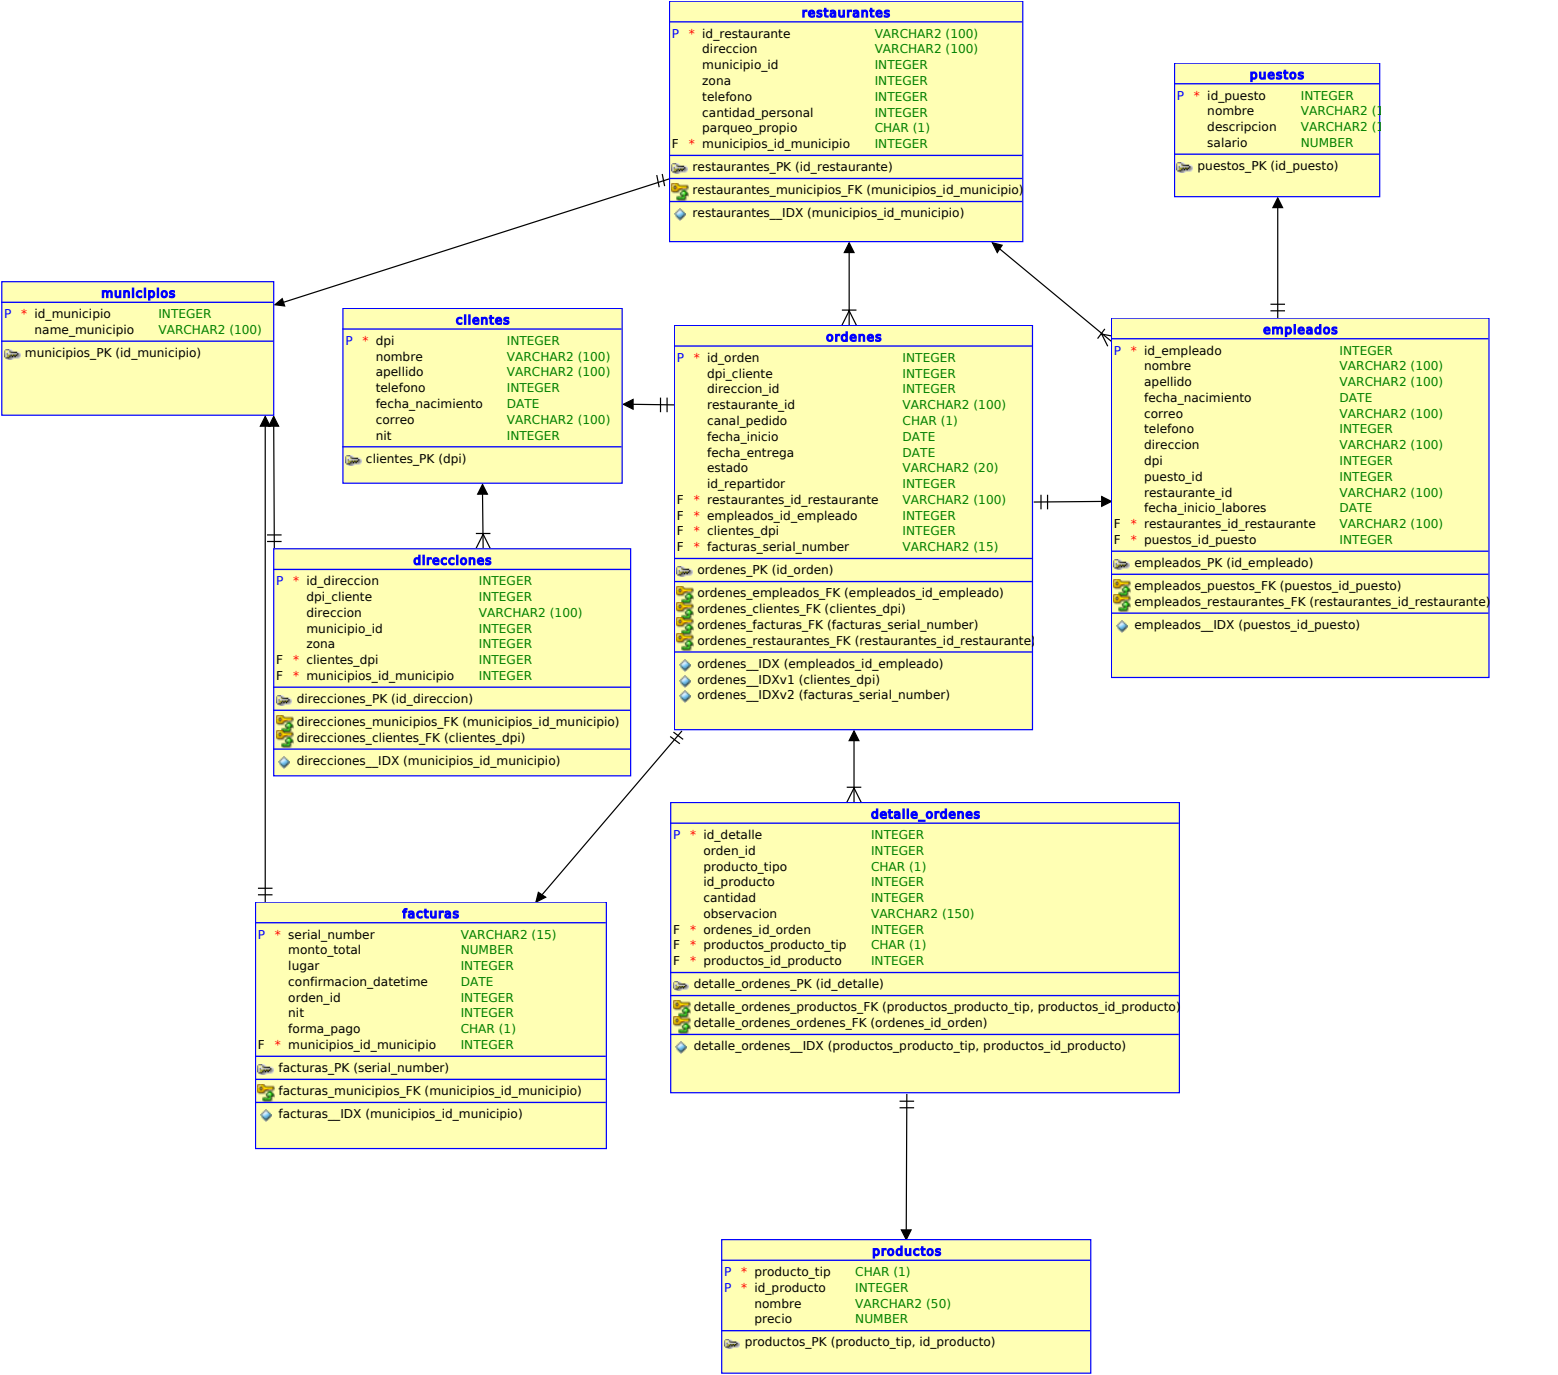 restaurantes
P * id_restaurante VARCHAR2 (100)
direccion VARCHAR2 (100)
municipio_id INTEGER
zona INTEGER
telefono INTEGER
cantidad_personal INTEGER
parqueo_propio CHAR (1)
F * municipios_id_municipio INTEGER
restaurantes_PK (id_restaurante)
restaurantes_municipios_FK (municipios_id_municipio)
restaurantes__IDX (municipios_id_municipio)
puestos
P * id_puesto INTEGER
nombre VARCHAR2 (1
descripcion VARCHAR2 (1
salario NUMBER
puestos_PK (id_puesto)
municipios
P * id_municipio INTEGER
name_municipio VARCHAR2 (100)
municipios_PK (id_municipio)
clientes
P * dpi INTEGER
nombre VARCHAR2 (100)
apellido VARCHAR2 (100)
telefono INTEGER
fecha_nacimiento DATE
correo VARCHAR2 (100)
nit INTEGER
clientes_PK (dpi)
ordenes
P * id_orden INTEGER
dpi_cliente INTEGER
direccion_id INTEGER
restaurante_id VARCHAR2 (100)
canal_pedido CHAR (1)
fecha_inicio DATE
fecha_entrega DATE
estado VARCHAR2 (20)
id_repartidor INTEGER
F * restaurantes_id_restaurante VARCHAR2 (100)
F * empleados_id_empleado INTEGER
F * clientes_dpi INTEGER
F * facturas_serial_number VARCHAR2 (15)
ordenes_PK (id_orden)
ordenes_empleados_FK (empleados_id_empleado)
ordenes_clientes_FK (clientes_dpi)
ordenes_facturas_FK (facturas_serial_number)
ordenes_restaurantes_FK (restaurantes_id_restaurante)
ordenes__IDX (empleados_id_empleado)
ordenes__IDXv1 (clientes_dpi)
ordenes__IDXv2 (facturas_serial_number)
empleados
P * id_empleado INTEGER
nombre VARCHAR2 (100)
apellido VARCHAR2 (100)
fecha_nacimiento DATE
correo VARCHAR2 (100)
telefono INTEGER
direccion VARCHAR2 (100)
dpi INTEGER
puesto_id INTEGER
restaurante_id VARCHAR2 (100)
fecha_inicio_labores DATE
F * restaurantes_id_restaurante VARCHAR2 (100)
F * puestos_id_puesto INTEGER
empleados_PK (id_empleado)
empleados_puestos_FK (puestos_id_puesto)
empleados_restaurantes_FK (restaurantes_id_restaurante)
empleados__IDX (puestos_id_puesto)
direcciones
P * id_direccion INTEGER
dpi_cliente INTEGER
direccion VARCHAR2 (100)
municipio_id INTEGER
zona INTEGER
F * clientes_dpi INTEGER
F * municipios_id_municipio INTEGER
direcciones_PK (id_direccion)
direcciones_municipios_FK (municipios_id_municipio)
direcciones_clientes_FK (clientes_dpi)
direcciones__IDX (municipios_id_municipio)
detalle_ordenes
P * id_detalle INTEGER
orden_id INTEGER
producto_tipo CHAR (1)
id_producto INTEGER
cantidad INTEGER
observacion VARCHAR2 (150)
F * ordenes_id_orden INTEGER
F * productos_producto_tip CHAR (1)
F * productos_id_producto INTEGER
detalle_ordenes_PK (id_detalle)
detalle_ordenes_productos_FK (productos_producto_tip, productos_id_producto)
detalle_ordenes_ordenes_FK (ordenes_id_orden)
detalle_ordenes__IDX (productos_producto_tip, productos_id_producto)
facturas
P * serial_number VARCHAR2 (15)
monto_total NUMBER
lugar INTEGER
confirmacion_datetime DATE
orden_id INTEGER
nit INTEGER
forma_pago CHAR (1)
F * municipios_id_municipio INTEGER
facturas_PK (serial_number)
facturas_municipios_FK (municipios_id_municipio)
facturas__IDX (municipios_id_municipio)
productos
P * producto_tip CHAR (1)
P * id_producto INTEGER
nombre VARCHAR2 (50)
precio NUMBER
productos_PK (producto_tip, id_producto)